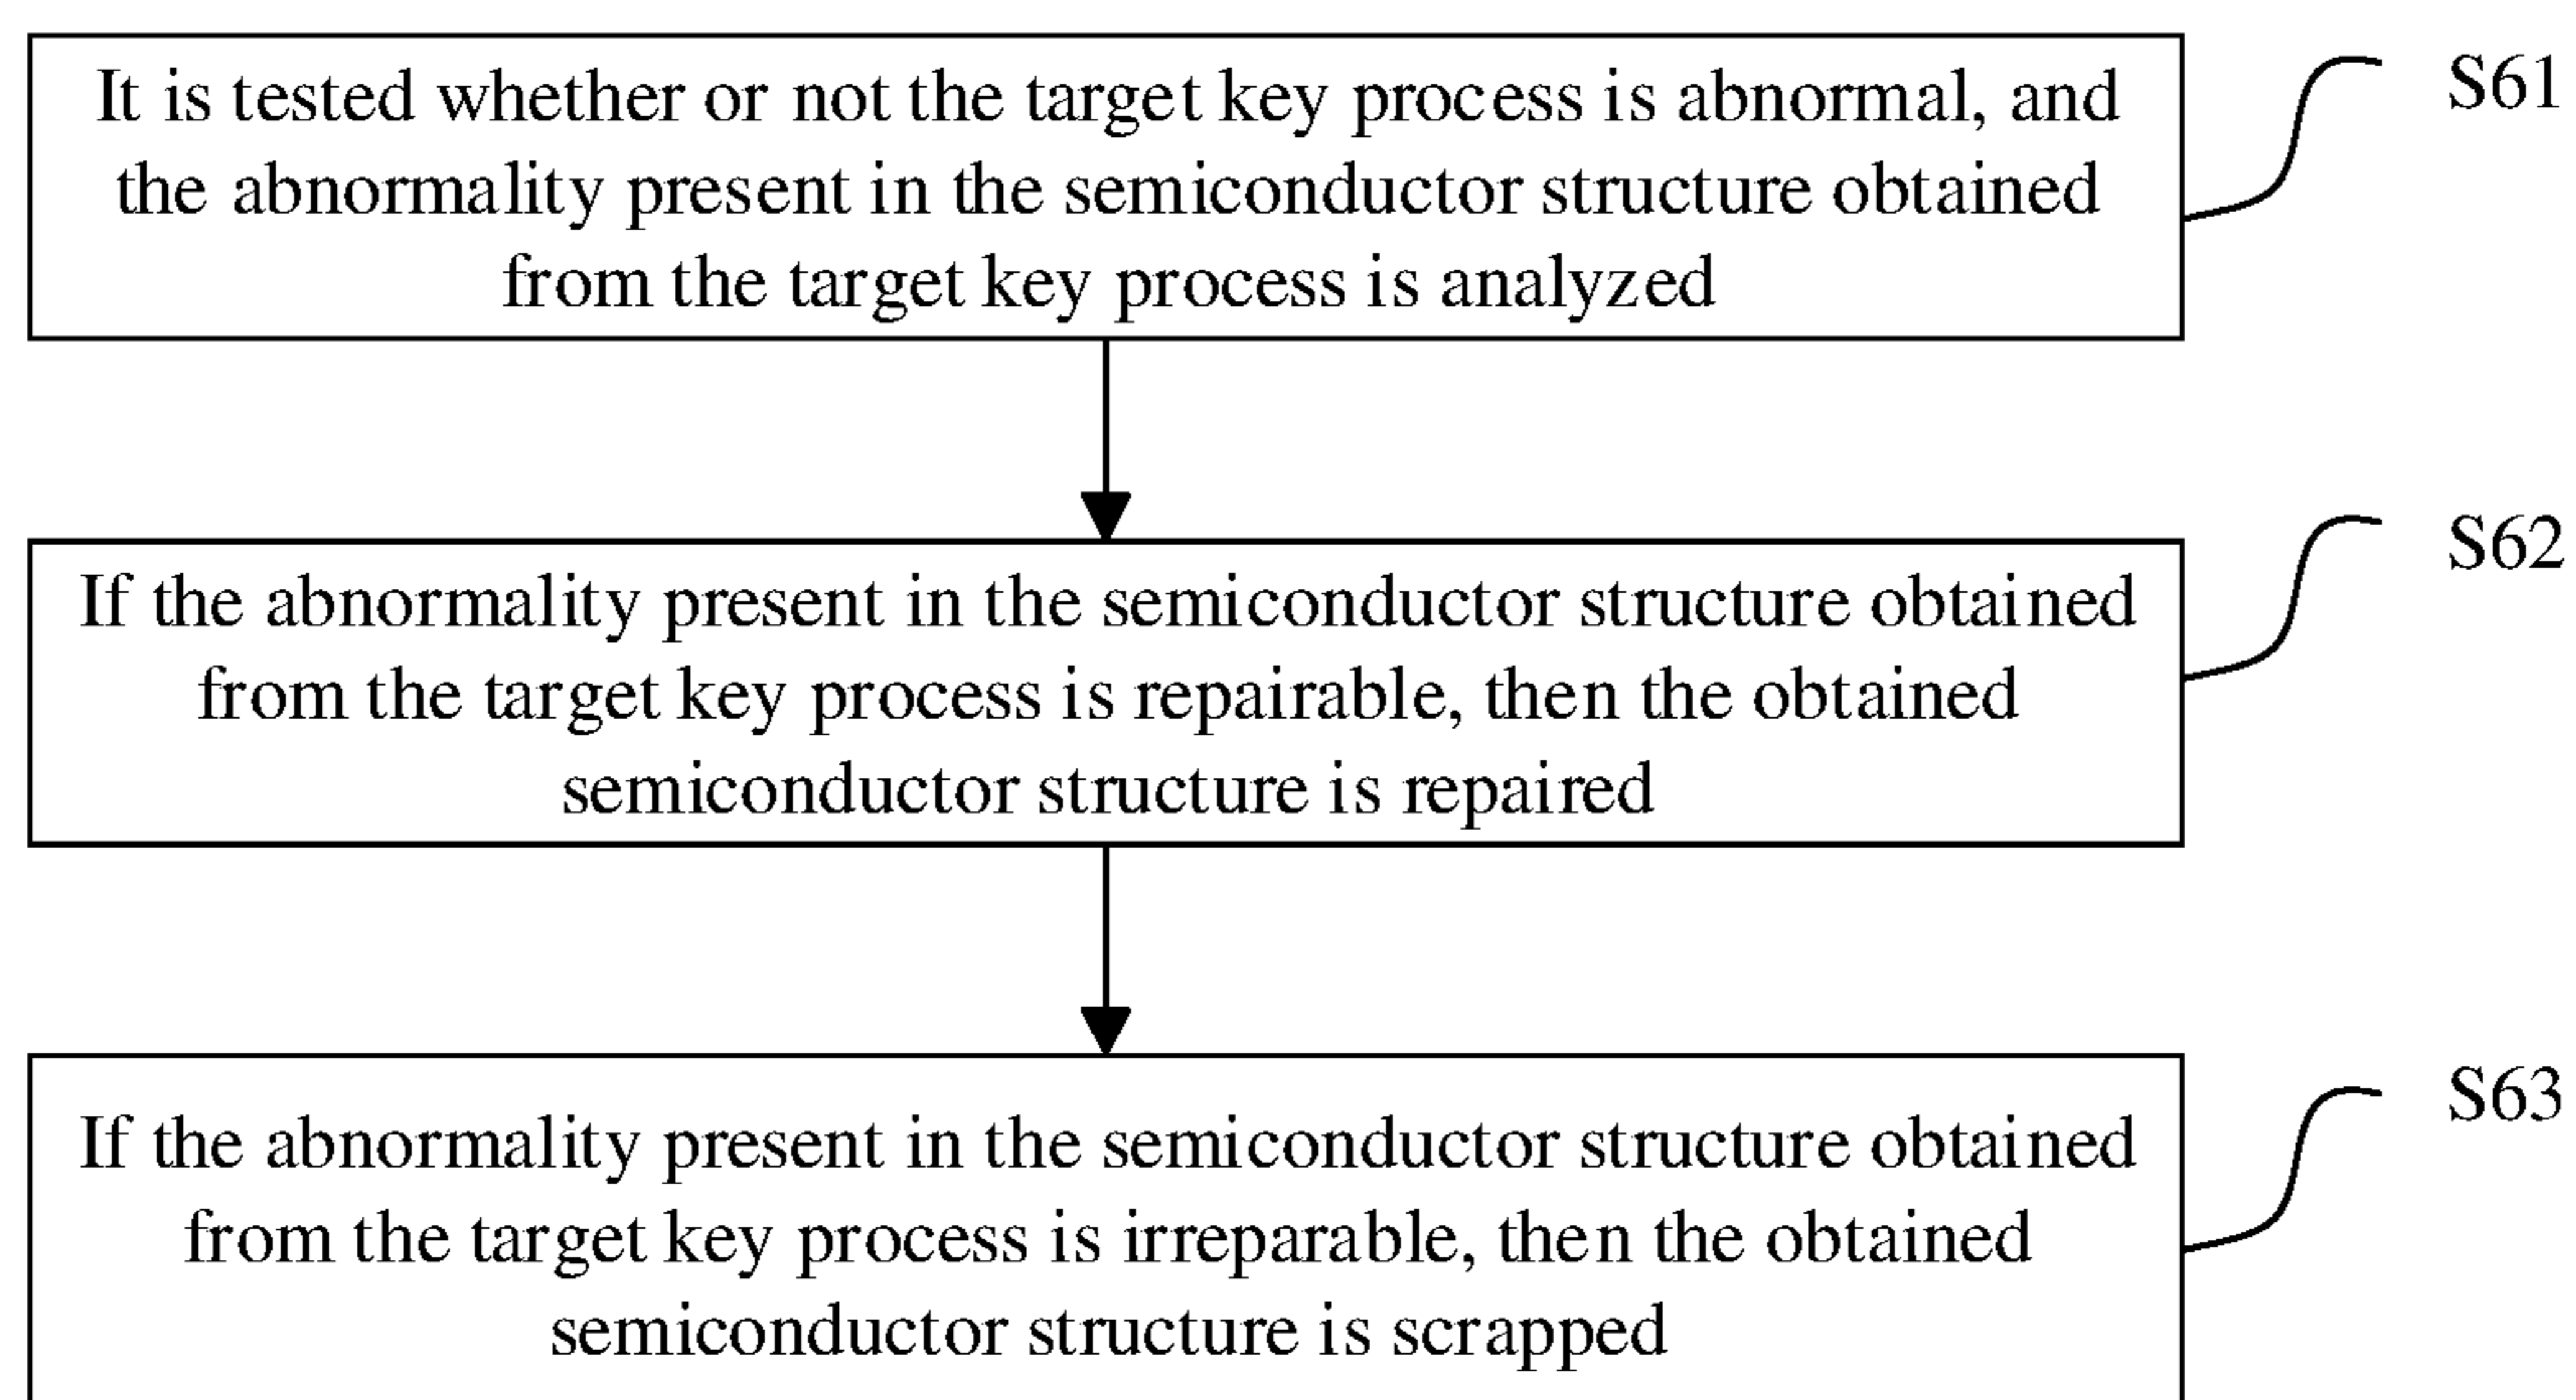 It is tested whether or not the target key process is abnormal, and
the abnormality present in the semiconductor structure obtained
from the target key process is analyzed
S61
If the abnormality present in the semiconductor structure obtained
from the target key process is repairable, then the obtained
semiconductor structure is repaired
S62
If the abnormality present in the semiconductor structure obtained
from the target key process is irreparable, then the obtained
semiconductor structure is scrapped
S63